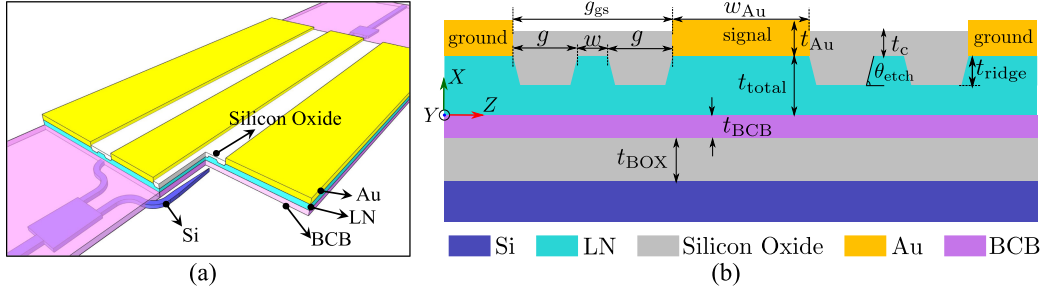 Silicon Oxide
Au
LN
BCB
Si
(a)
g_gs
w_Au
ground
signal
ground
g
w
g
t_Au
t_c
θ_etch
t_ridge
t_total
X
Y
Z
t_BCB
t_BOX
Si
LN
Silicon Oxide
Au
BCB
(b)